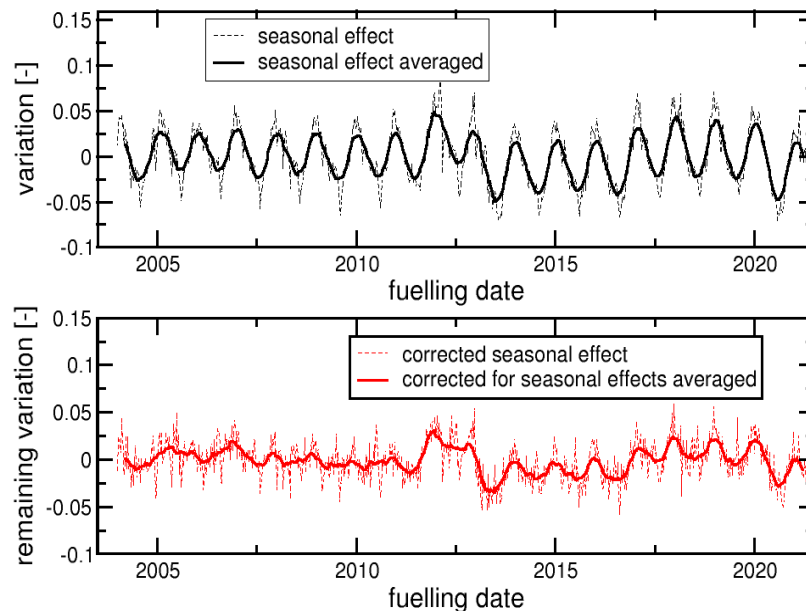 0.15
0.1
0.05
0
-0.05
-0.1
variation [-]
seasonal effect
seasonal effect averaged
2005 2010 2015 2020
fuelling date
0.15
0.1
0.05
0
-0.05
-0.1
remaining variation [-]
corrected seasonal effect
corrected for seasonal effects averaged
2005 2010 2015 2020
fuelling date